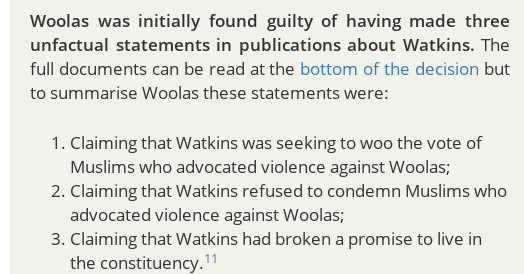 Woolas was initially found guilty of having made three
unfactual statements in publications about Watkins. The
full documents can be read at the bottom of the decision but
to summarise Woolas these statements were:
1. Claiming that Watkins was seeking to woo the vote of
Muslims who advocated violence against Woolas;
2. Claiming that Watkins refused to condemn Muslims who
advocated violence against Woolas;
3. Claiming that Watkins had broken a promise to live in
the constituency.11